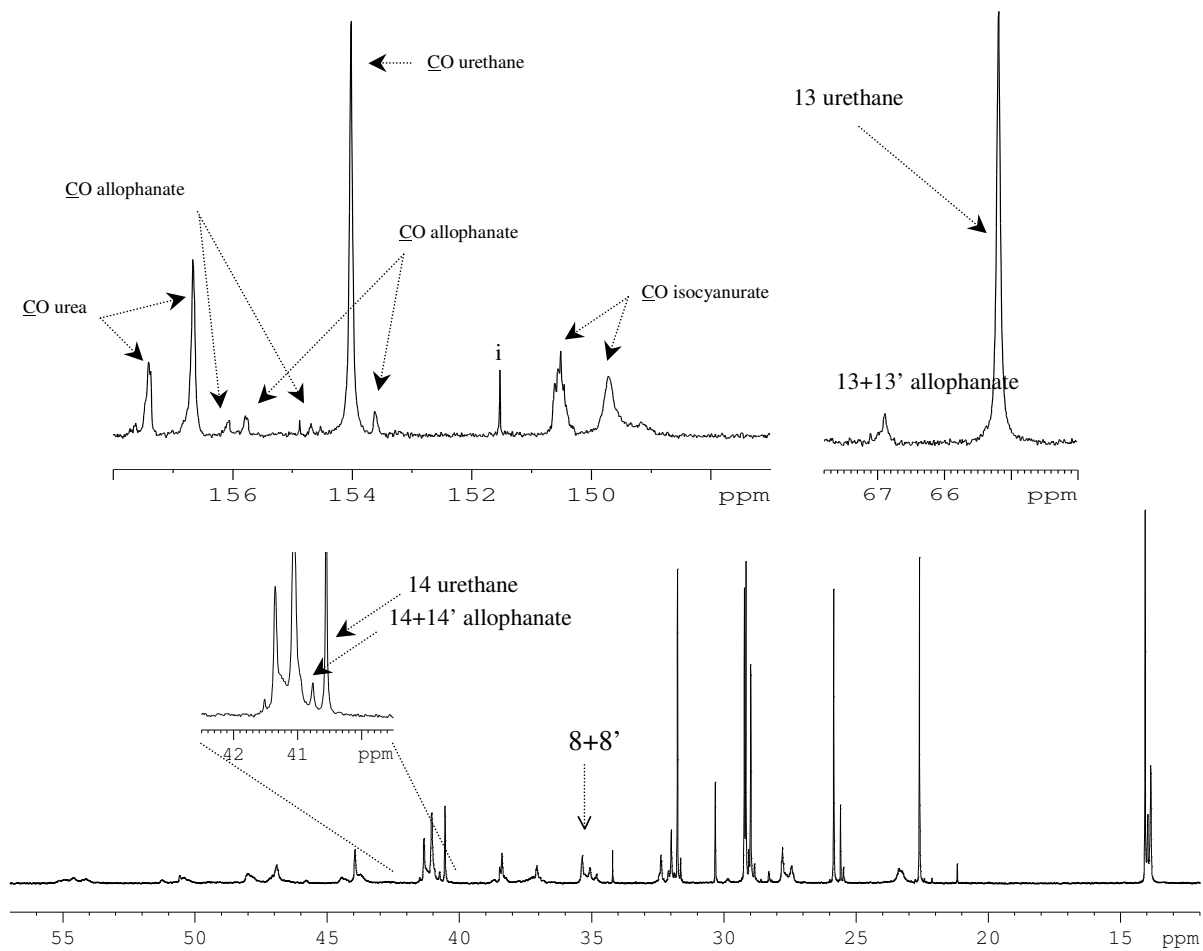 CO urethane
13 urethane
CO allophanate
CO allophanate
CO urea
CO isocyanurate
i
13+13' allophanate
156 154 152 150 ppm
67 66 ppm
14 urethane
14+14' allophanate
42 41 ppm
8+8'
55 50 45 40 35 30 25 20 15 ppm